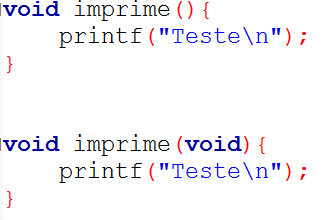 void imprime(){
    printf("Teste\n");
}
void imprime(void){
    printf("Teste\n");
}